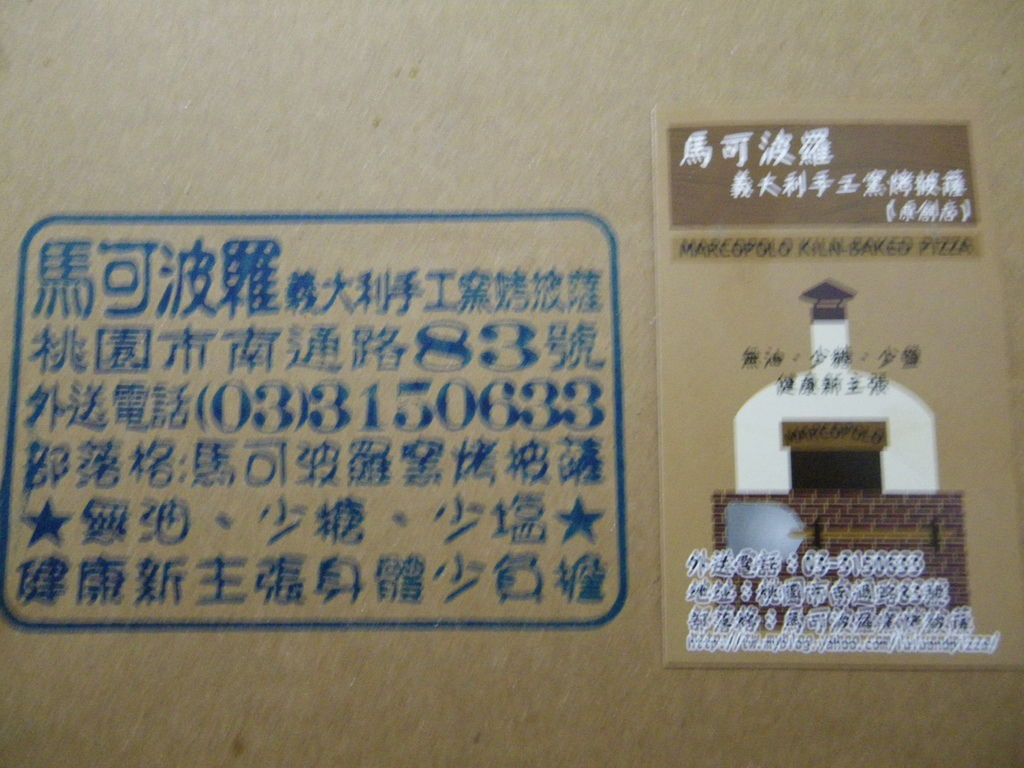 馬可波羅義大利手工窯烤披薩
桃園市南通路83號
外送電話(03)3150633
部落格:馬可波羅窯烤披薩
★無油、少糖、少塩★
健康新主張身體少負擔
馬可波羅
義大利手工窯烤披薩
(原創店)
MARCOPOLO KILN-BAKED PIZZA
無油、少糖、少鹽
健康新主張
MARCOPOLO
外送電話:03-3150633
地址:桃園市南通路83號
部落格:馬可波羅窯烤披薩